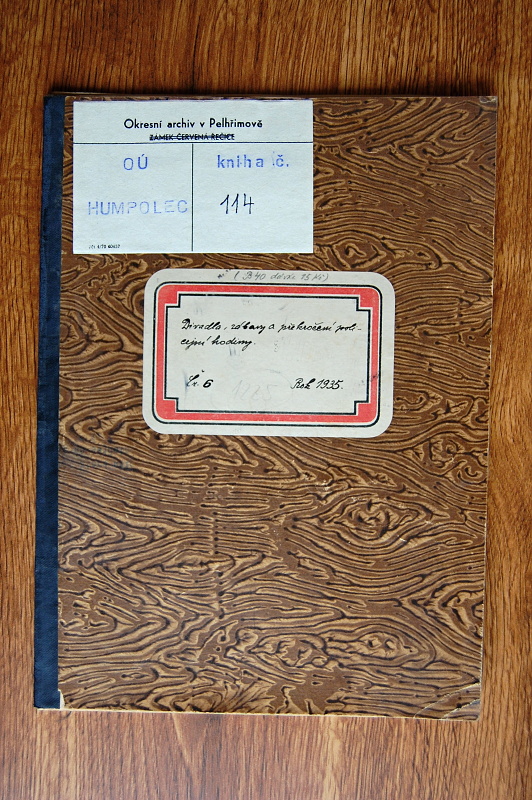 Okresní archiv v Pelhřimově
ZÁMEK ČERVENÁ ŘEČICE
OÚ
kniha č.
HUMPOLEC
114
Divadla, zábavy a překročení poli-
cejní hodiny.
Čř. 6
Rok 1935.